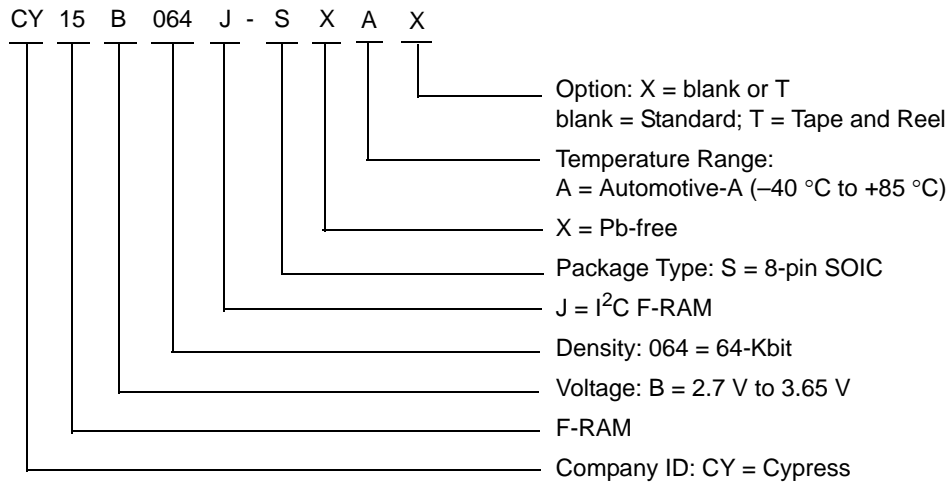 CY 15 B 064 J - S X A X
Option: X = blank or T
blank = Standard; T = Tape and Reel
Temperature Range:
A = Automotive-A (–40 °C to +85 °C)
X = Pb-free
Package Type: S = 8-pin SOIC
J = I²C F-RAM
Density: 064 = 64-Kbit
Voltage: B = 2.7 V to 3.65 V
F-RAM
Company ID: CY = Cypress